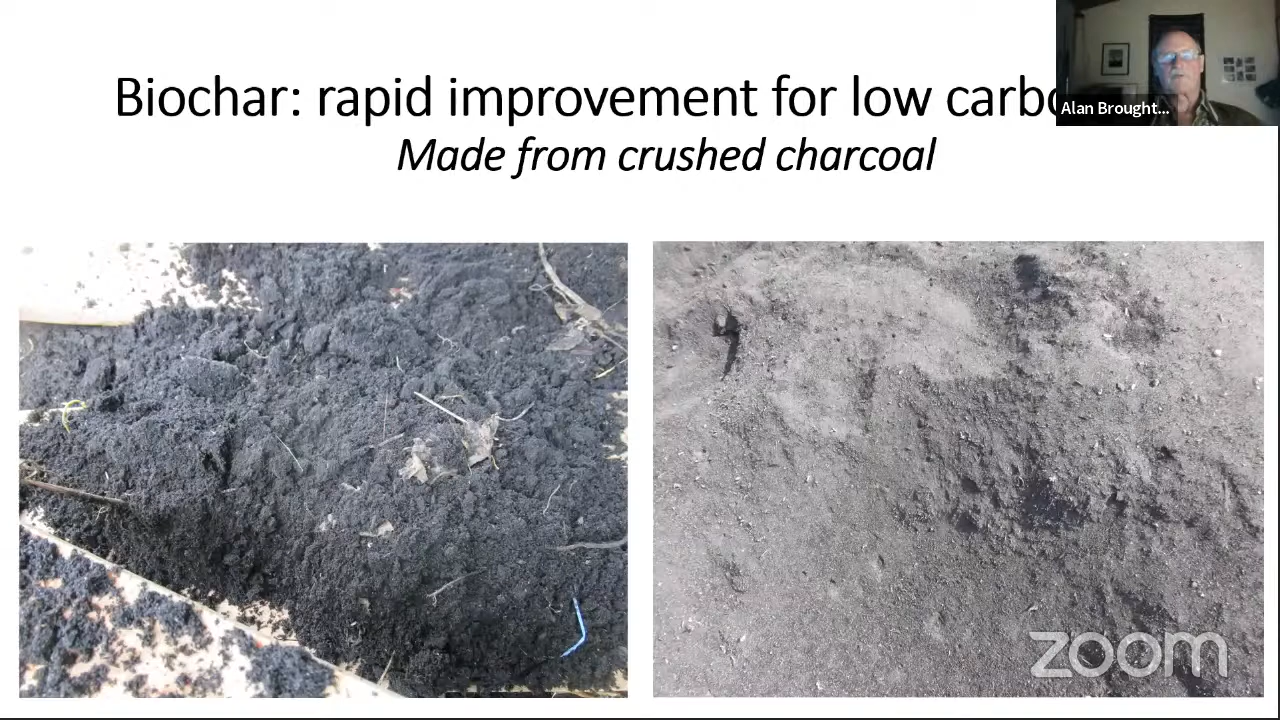 Biochar: rapid improvement for low carbo
Made from crushed charcoal
Alan Brought...
zoom